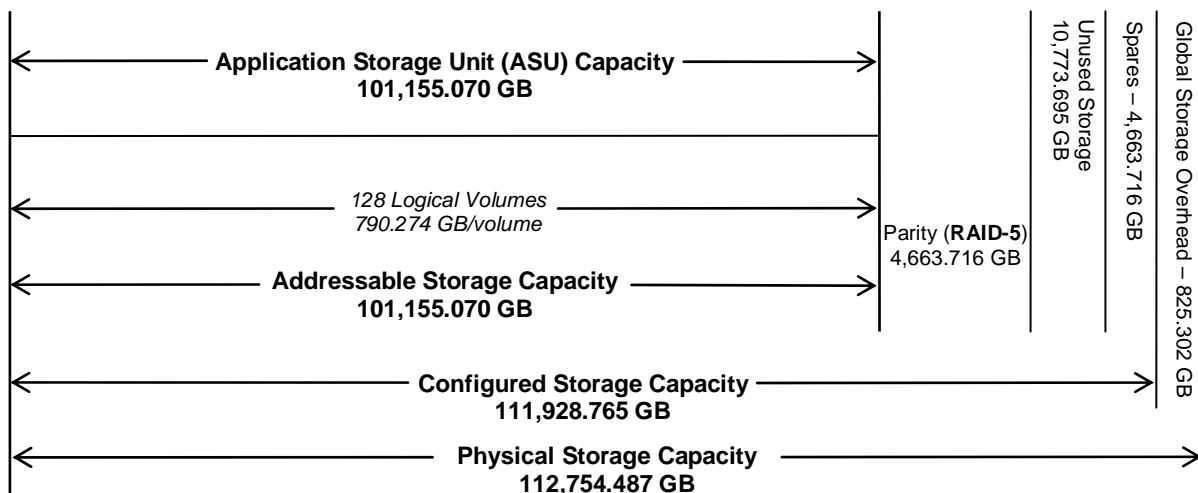 Application Storage Unit (ASU) Capacity
101,155.070 GB
128 Logical Volumes
790.274 GB/volume
Addressable Storage Capacity
101,155.070 GB
Parity (RAID-5)
4,663.716 GB
Unused Storage
10,773.695 GB
Spares – 4,663.716 GB
Global Storage Overhead – 825.302 GB
Configured Storage Capacity
111,928.765 GB
Physical Storage Capacity
112,754.487 GB